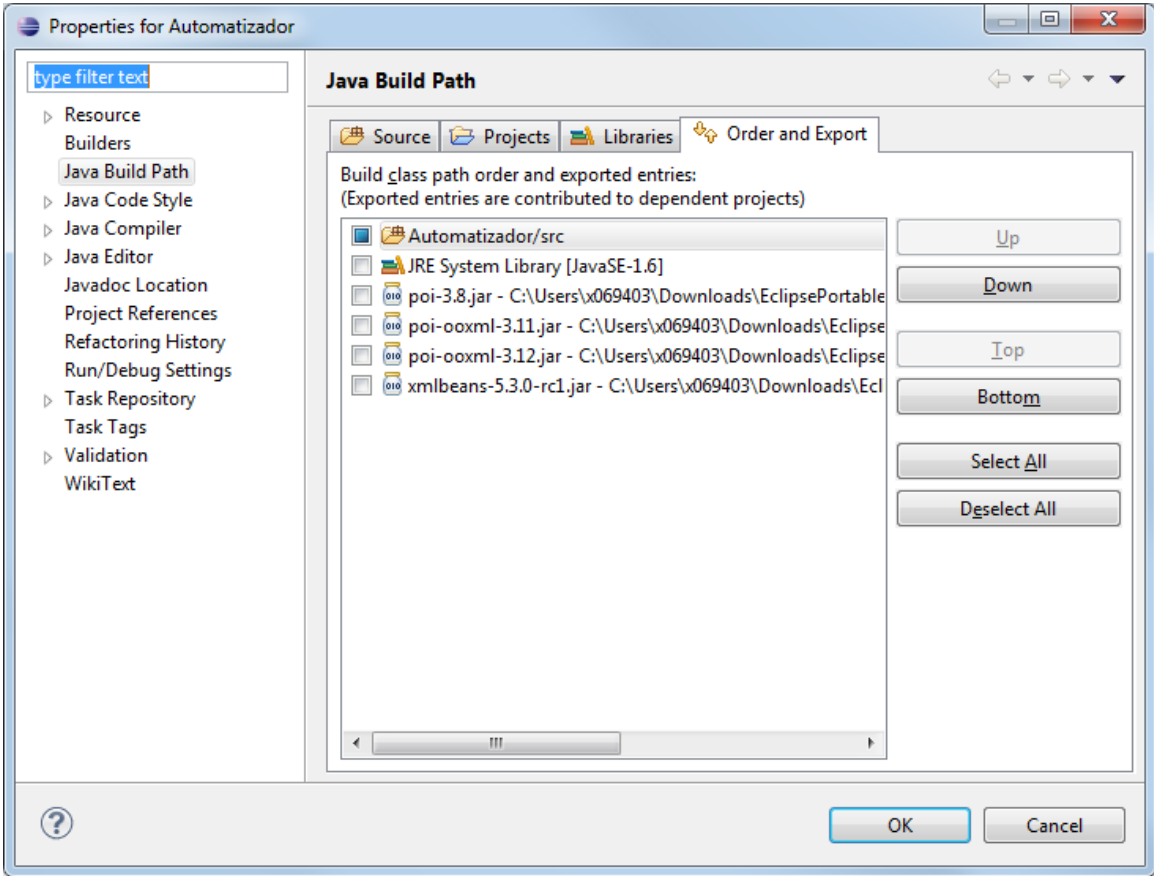 Properties for Automatizador
type filter text
Resource
Builders
Java Build Path
Java Code Style
Java Compiler
Java Editor
Javadoc Location
Project References
Refactoring History
Run/Debug Settings
Task Repository
Task Tags
Validation
WikiText
Java Build Path
Source
Projects
Libraries
Order and Export
Build class path order and exported entries:
(Exported entries are contributed to dependent projects)
Automatizador/src
JRE System Library [JavaSE-1.6]
poi-3.8.jar - C:\Users\x069403\Downloads\EclipsePortable
poi-ooxml-3.11.jar - C:\Users\x069403\Downloads\Eclipse
poi-ooxml-3.12.jar - C:\Users\x069403\Downloads\Eclipse
xmlbeans-5.3.0-rc1.jar - C:\Users\x069403\Downloads\Ecl
Up
Down
Top
Bottom
Select All
Deselect All
OK
Cancel